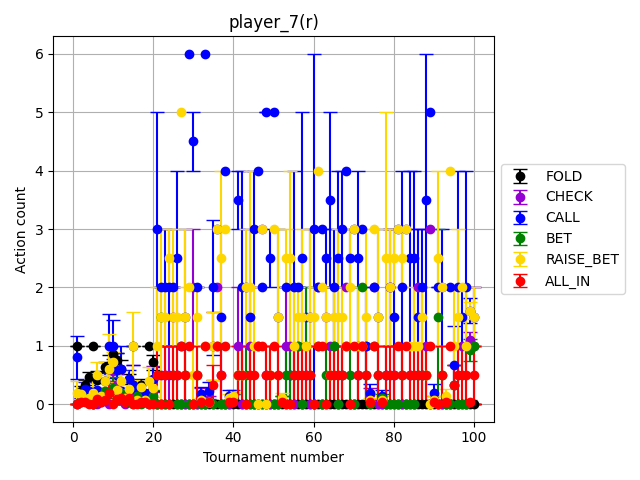 player_7(r)
Action count
6
5
4
3
2
1
0
0 20 40 60 80 100
Tournament number
FOLD
CHECK
CALL
BET
RAISE_BET
ALL_IN